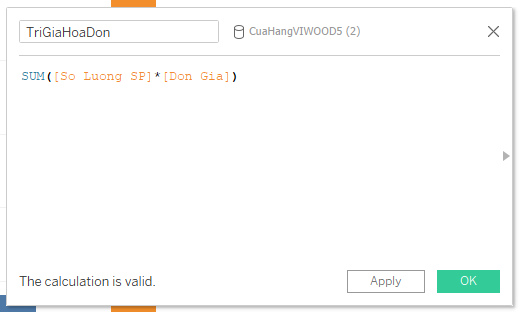 TriGiaHoaDon
CuaHangVIWOOD5 (2)
SUM([So Luong SP]*[Don Gia])
The calculation is valid.
Apply
OK